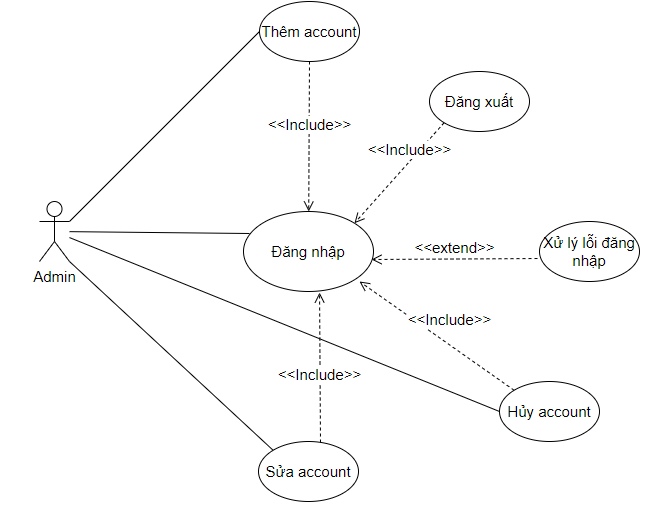 Thêm account
Đăng xuất
<<Include>>
<<Include>>
Đăng nhập
<<extend>>
Xử lý lỗi đăng
nhập
Admin
<<Include>>
<<Include>>
Hủy account
Sửa account